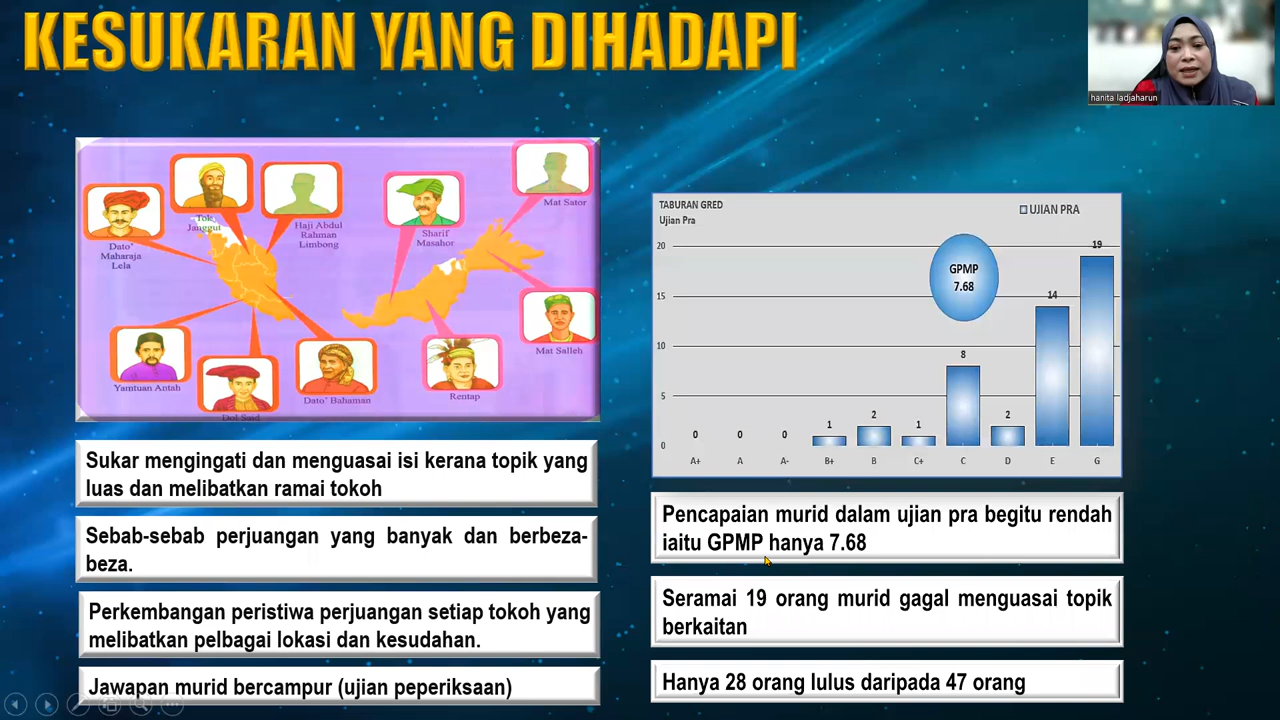 KESUKARAN YANG DIHADAPI
hanita ladjaharun
Dato'
Maharaja
Lela
Tok
Janggut
Haji Abdul
Rahman
Limbong
Sharif
Masahor
Mat Sator
Yamtuan Antah
Dol Said
Dato' Bahaman
Rentap
Mat Salleh
Sukar mengingati dan menguasai isi kerana topik yang
luas dan melibatkan ramai tokoh
Sebab-sebab perjuangan yang banyak dan berbeza-
beza.
Perkembangan peristiwa perjuangan setiap tokoh yang
melibatkan pelbagai lokasi dan kesudahan.
Jawapan murid bercampur (ujian peperiksaan)
TABURAN GRED
Ujian Pra
UJIAN PRA
GPMP
7.68
20
15
10
5
0
0 0 0 1 2 1 8 2 14 19
A+ A A- B+ B C+ C D E G
Pencapaian murid dalam ujian pra begitu rendah
iaitu GPMP hanya 7.68
Seramai 19 orang murid gagal menguasai topik
berkaitan
Hanya 28 orang lulus daripada 47 orang